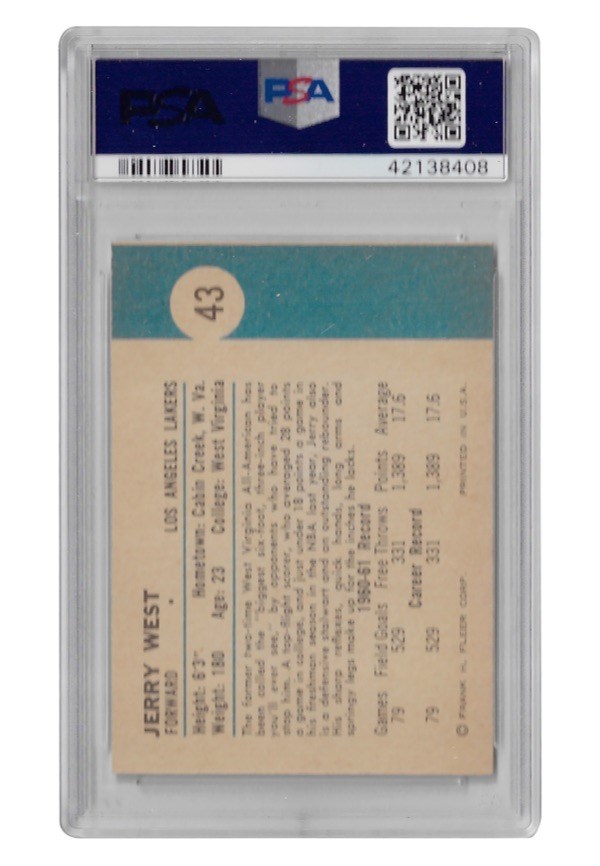 PSA
PSA
42138408
43
JERRY WEST
FORWARD • LOS ANGELES LAKERS
Height: 6'3". Hometown: Cabin Creek, W. Va.
Weight: 180 Age: 23 College: West Virginia
The former two-time West Virginia All-American has
been called the "biggest six-foot, three-inch player
you'll ever see," by opponents who have tried to
stop him. A top-flight scorer, who averaged 28 points
a game in college, and just under 18 points a game in
his freshman season in the NBA last year, Jerry also
is a defensive stalwart and an outstanding rebounder.
His sharp reflexes, quick hands, long arms and
springy legs make up for the inches he lacks.
1960-61 Record
Games Field Goals Free Throws Points Average
79 529 331 1,389 17.6
Career Record
79 529 331 1,389 17.6
© FRANK H. FLEER CORP. PRINTED IN U.S.A.